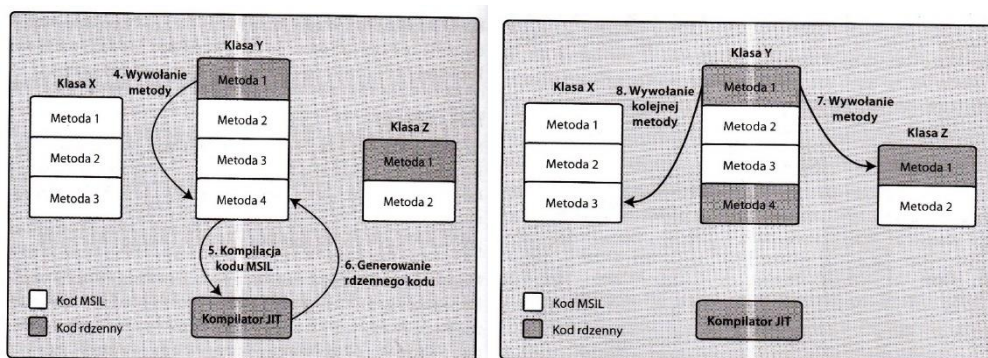 Klasa Y
4. Wywołanie
metody
Klasa X
Metoda 1
Metoda 2
Metoda 3
Metoda 1
Metoda 2
Metoda 3
Metoda 4
Klasa Z
Metoda 1
Metoda 2
5. Kompilacja
kodu MSIL
6. Generowanie
rdzennego kodu
Kod MSIL
Kod rdzenny
Kompilator JIT
Klasa Y
8. Wywołanie
kolejnej
metody
7. Wywołanie
metody
Klasa X
Metoda 1
Metoda 2
Metoda 3
Metoda 1
Metoda 2
Metoda 3
Metoda 4
Klasa Z
Metoda 1
Metoda 2
Kod MSIL
Kod rdzenny
Kompilator JIT